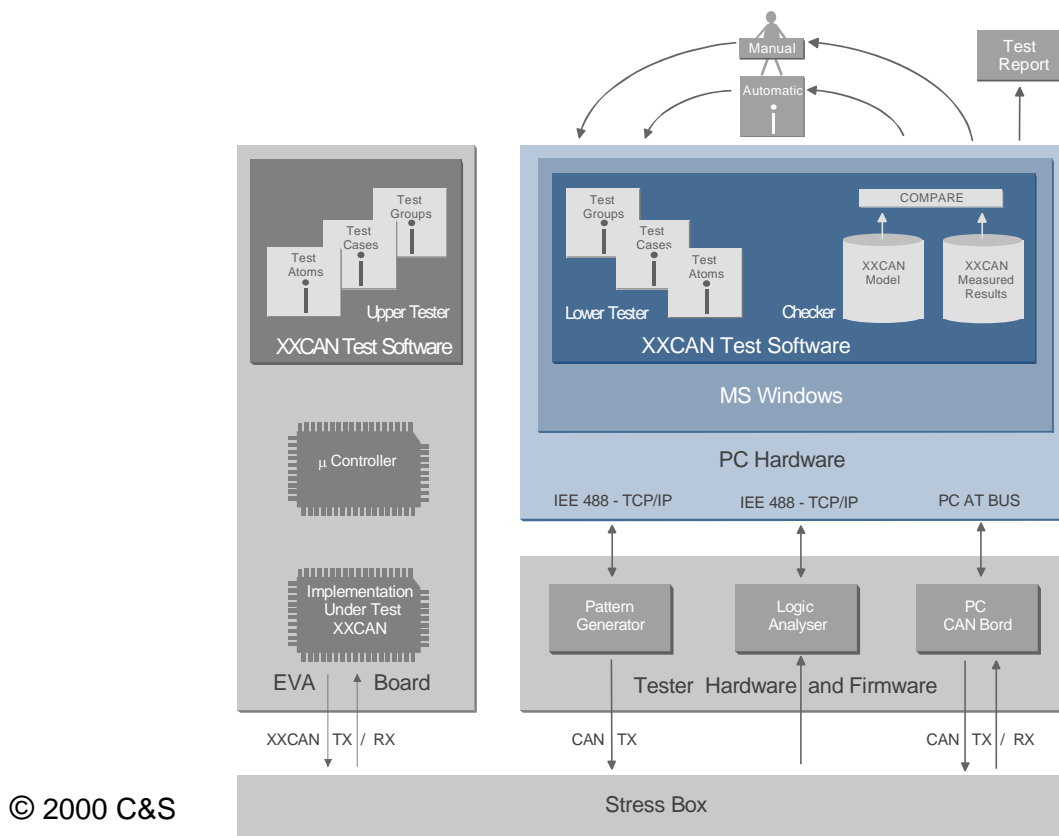 Manual
Automatic
Test
Report
Test
Groups
Test
Cases
Test
Atoms
Upper Tester
XXCAN Test Software
μ Controller
Implementation
Under Test
XXCAN
EVA Board
Test
Groups
Test
Cases
Test
Atoms
Lower Tester
Checker
COMPARE
XXCAN
Model
XXCAN
Measured
Results
XXCAN Test Software
MS Windows
PC Hardware
IEE 488 - TCP/IP
IEE 488 - TCP/IP
PC AT BUS
Pattern
Generator
Logic
Analyser
PC
CAN Bord
Tester Hardware and Firmware
XXCAN TX / RX
CAN TX
CAN TX / RX
Stress Box
© 2000 C&S